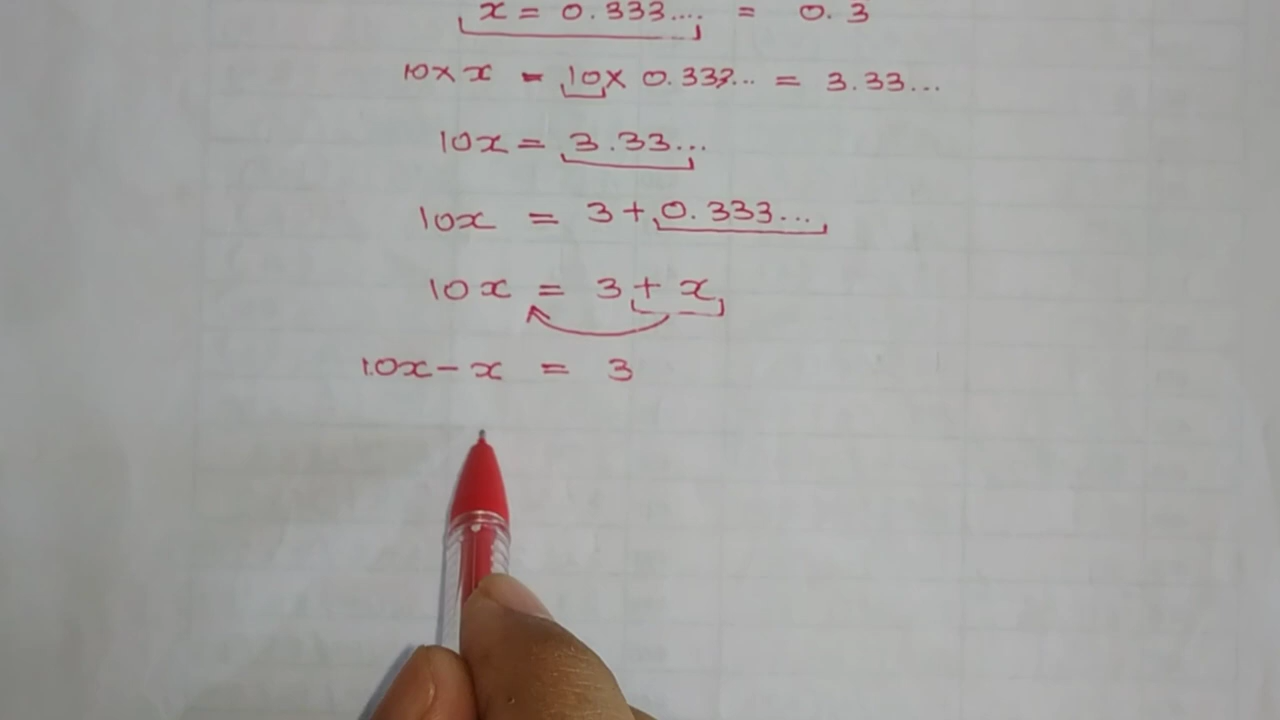 x = 0.333... = 0.3
10 × x = 10 × 0.333... = 3.33...
10x = 3.33...
10x = 3 + 0.333...
10x = 3 + x
10x - x = 3